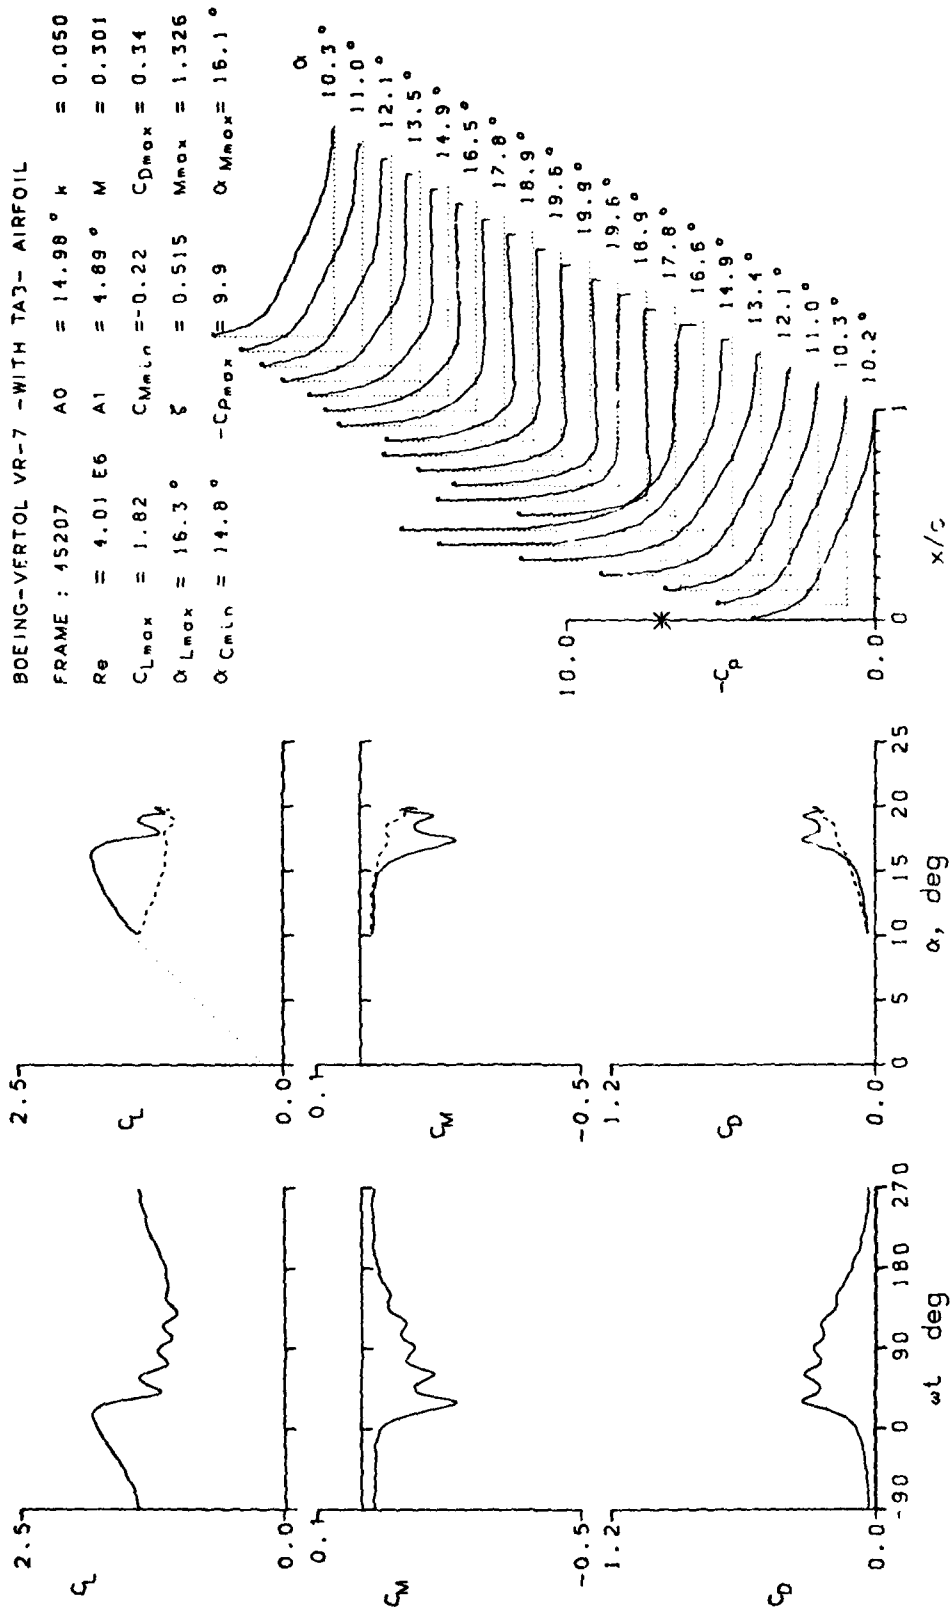 BOEING-VERTOL VR-7 -WITH TA3- AIRFOIL
FRAME : 45207 A0 = 14.98° k = 0.050
Re = 4.01 E6 A1 = 4.89° M = 0.301
CLmax = 1.82 CMmin =-0.22 CDmax = 0.34
αLmax = 16.3° ζ = 0.515 Mmax = 1.326
αCmin = 14.8° -CPmax = 9.9 αMmax = 16.1°
2.5
CL
0.0
0.1
CM
-0.5
1.2
CD
0.0
-90 0 90 180 270
ωt deg
2.5
CL
0.0
0.1
CM
-0.5
1.2
CD
0.0
0 5 10 15 20 25
α, deg
α
10.3°
11.0°
12.1°
13.5°
14.9°
16.5°
17.8°
18.9°
19.6°
19.9°
19.6°
18.9°
17.8°
16.6°
14.9°
13.4°
12.1°
11.0°
10.3°
10.2°
10.0
-Cp
0.0
0 1
x/c